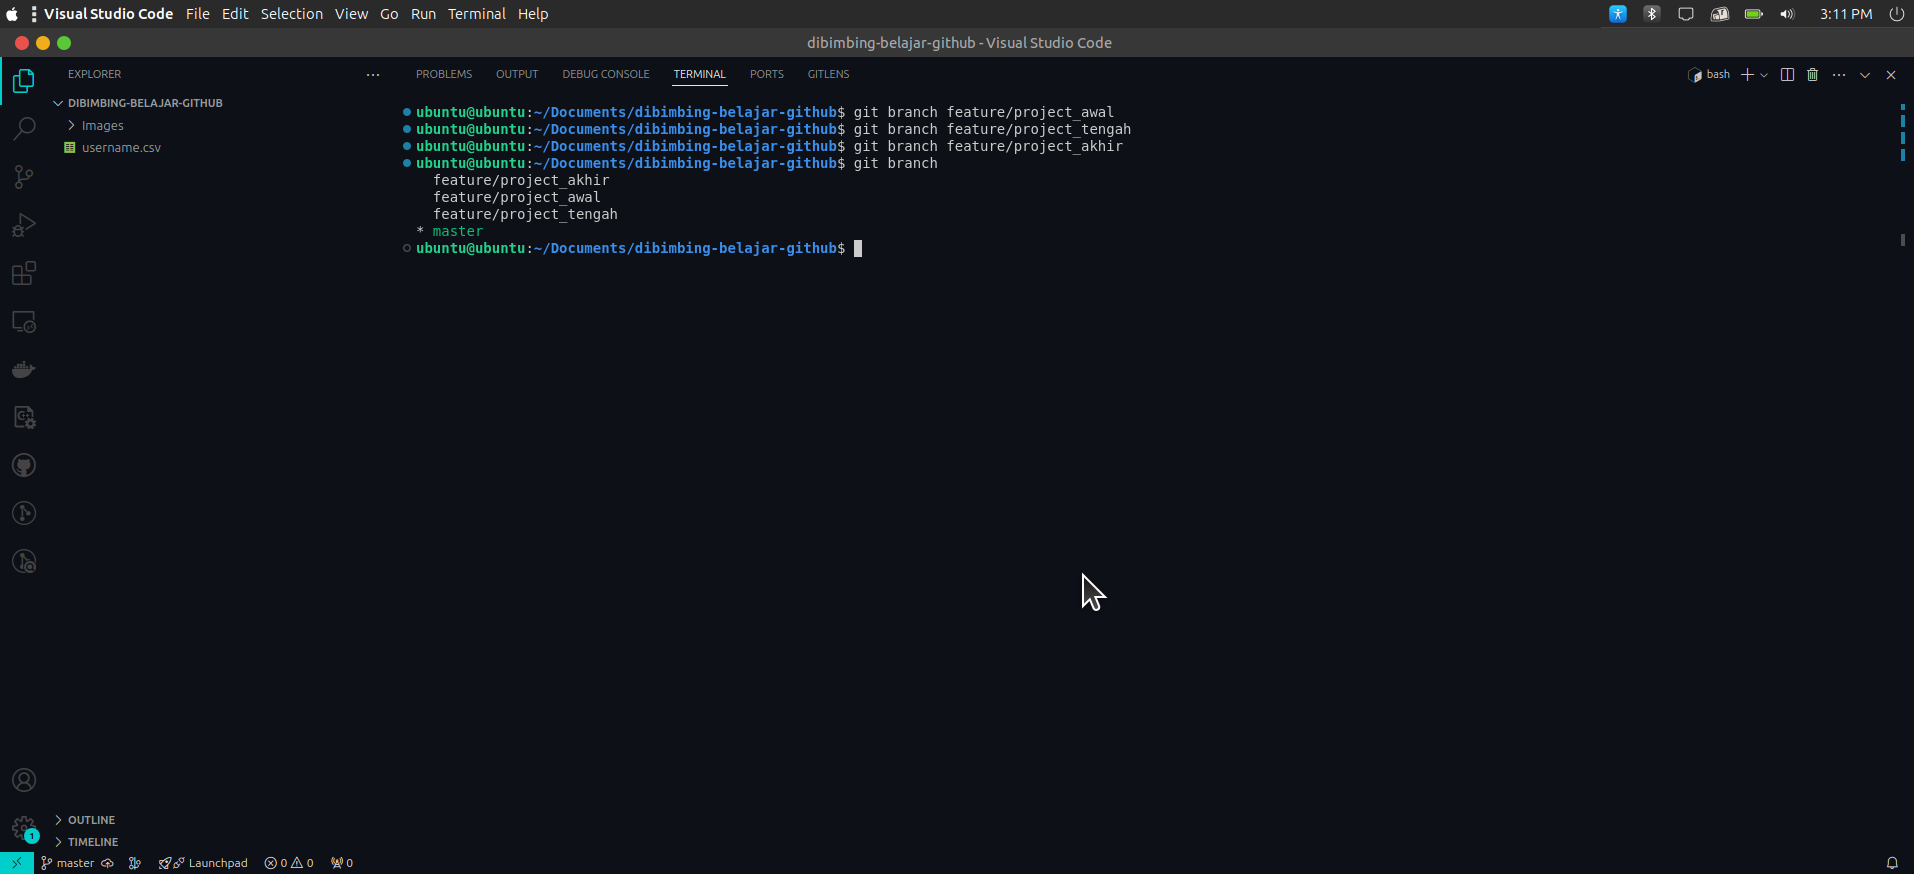 Visual Studio Code File Edit Selection View Go Run Terminal Help 3:11 PM
dibimbing-belajar-github - Visual Studio Code
EXPLORER
PROBLEMS OUTPUT DEBUG CONSOLE TERMINAL PORTS GITLENS bash
DIBIMBING-BELAJAR-GITHUB
Images
username.csv
ubuntu@ubuntu:~/Documents/dibimbing-belajar-github$ git branch feature/project_awal
ubuntu@ubuntu:~/Documents/dibimbing-belajar-github$ git branch feature/project_tengah
ubuntu@ubuntu:~/Documents/dibimbing-belajar-github$ git branch feature/project_akhir
ubuntu@ubuntu:~/Documents/dibimbing-belajar-github$ git branch
feature/project_akhir
feature/project_awal
feature/project_tengah
* master
ubuntu@ubuntu:~/Documents/dibimbing-belajar-github$
OUTLINE
1
TIMELINE
master Launchpad 0 0 0